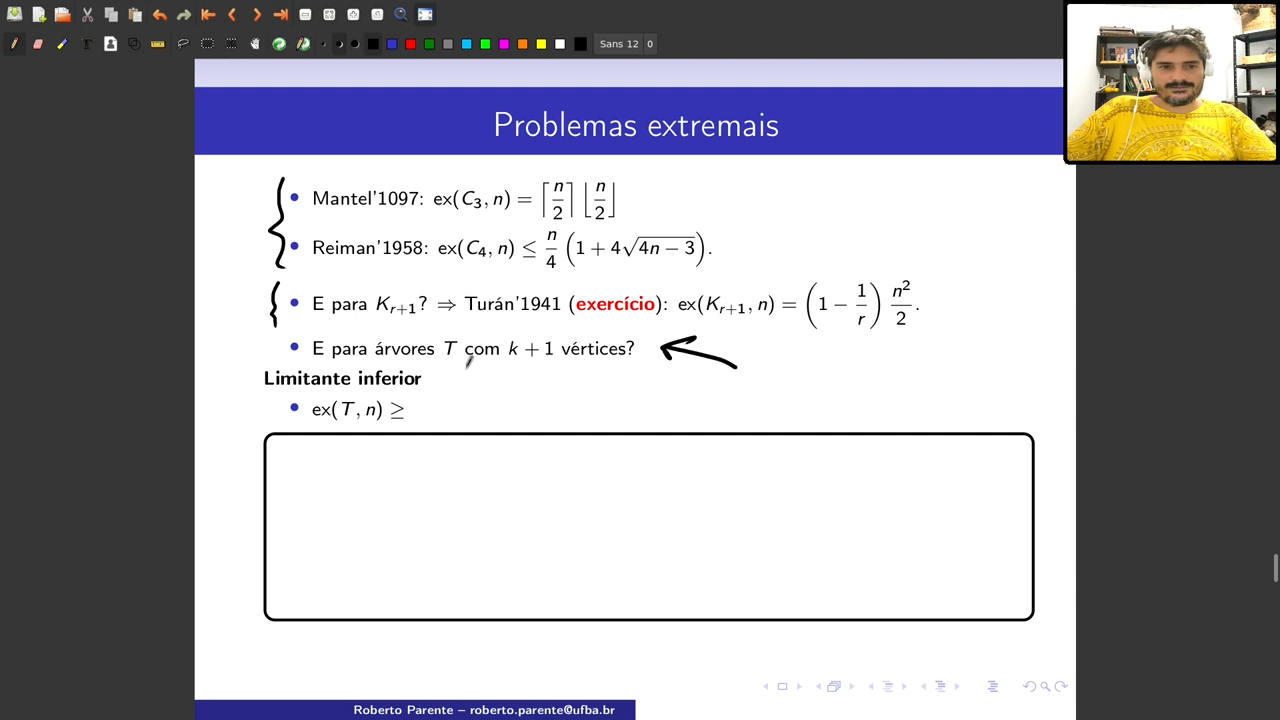 Sans 12 0
Problemas extremais
• Mantel'1097: ex(C₃, n) = ⌈n/2⌉ ⌊n/2⌋
• Reiman'1958: ex(C₄, n) ≤ n/4 (1 + 4√(4n − 3)).
• E para Kᵣ₊₁? ⇒ Turán'1941 (exercício): ex(Kᵣ₊₁, n) = (1 − 1/r) n²/2.
• E para árvores T com k + 1 vértices?
Limitante inferior
• ex(T, n) ≥
Roberto Parente – roberto.parente@ufba.br